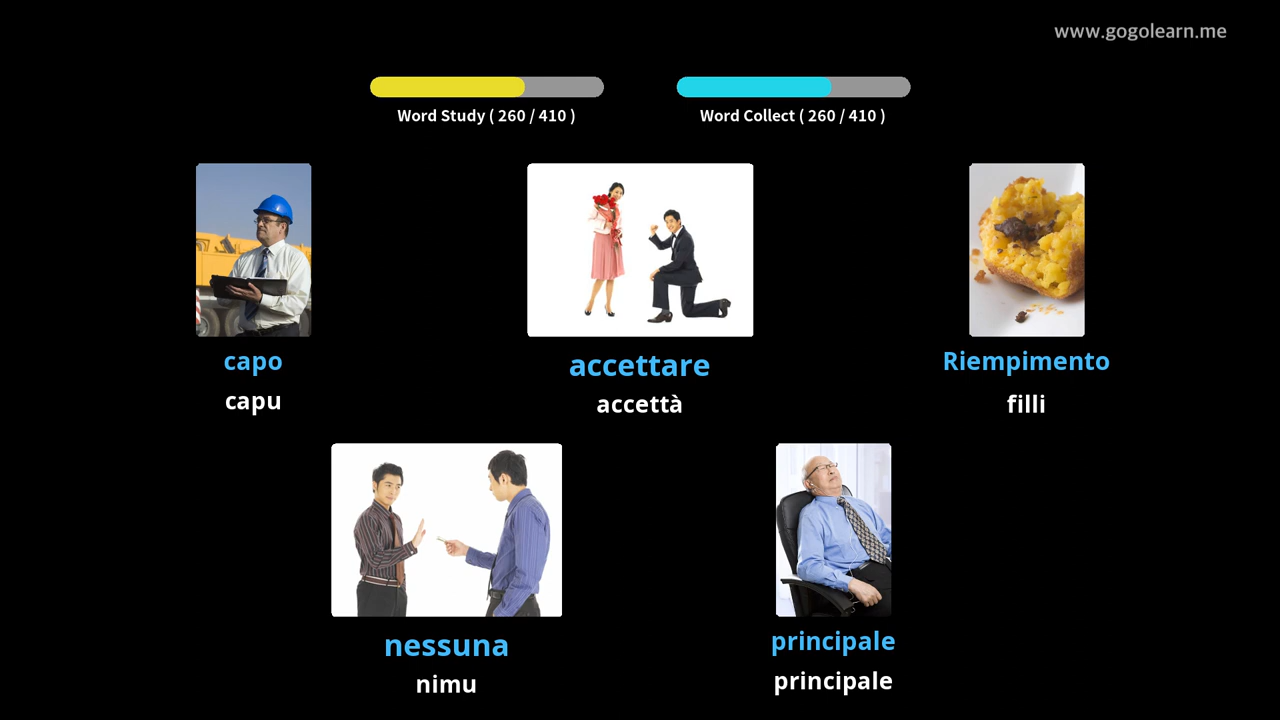 www.gogolearn.me
Word Study ( 260 / 410 )
Word Collect ( 260 / 410 )
capo
capu
accettare
accettà
Riempimento
filli
nessuna
nimu
principale
principale